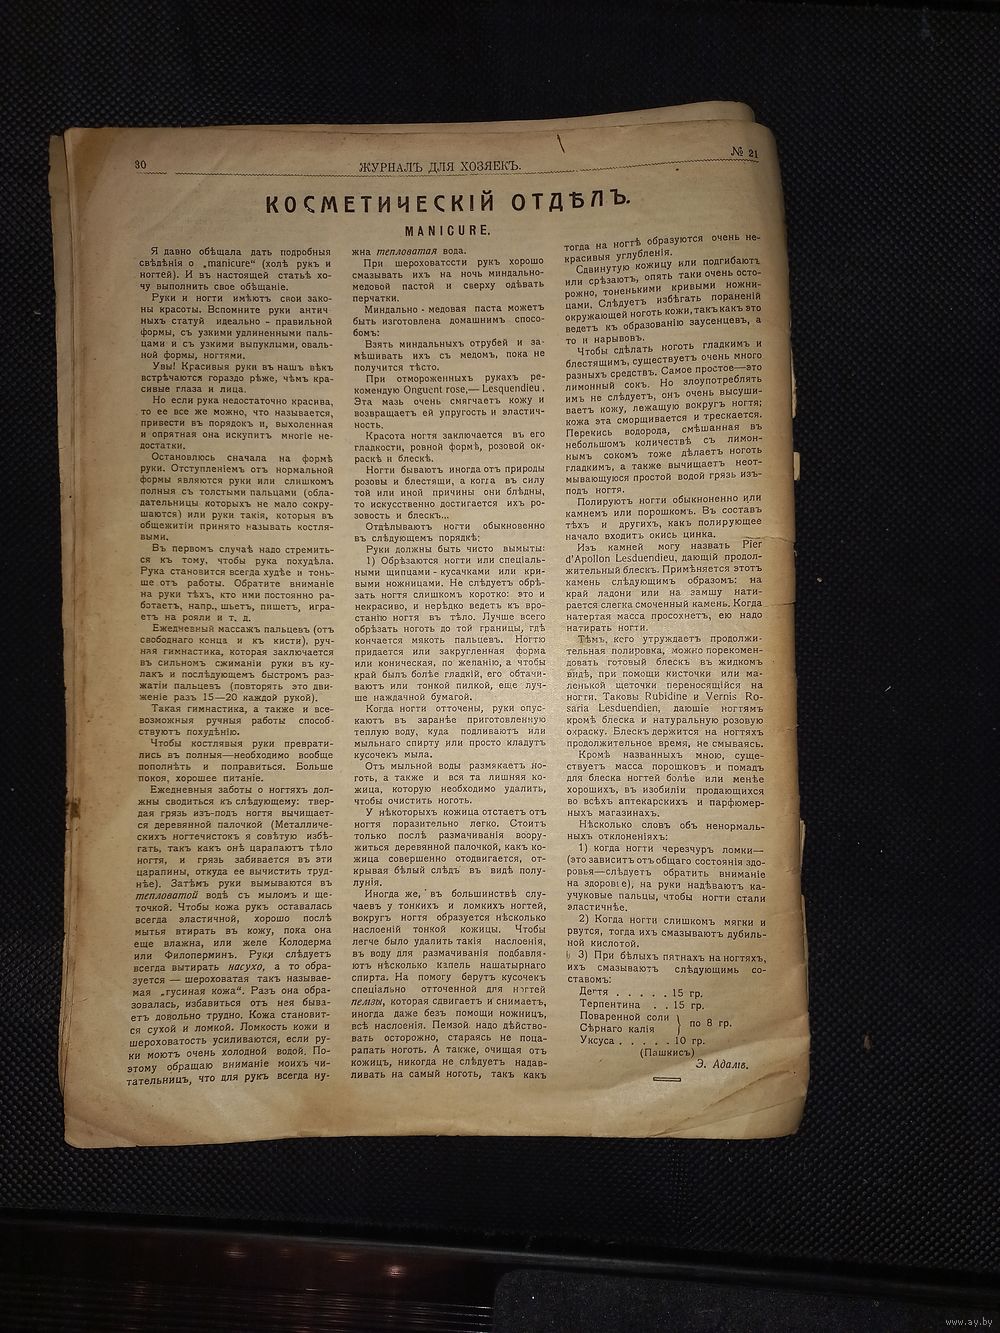 30
ЖУРНАЛЪ ДЛЯ ХОЗЯЕКЪ.
№ 21
КОСМЕТИЧЕСКІЙ ОТДѢЛЪ.
MANICURE.
Я давно обѣщала дать подробныя
свѣдѣнія о „manicure“ (холѣ рукъ и
ногтей). И въ настоящей статьѣ хо-
чу выполнить свое обѣщаніе.
Руки и ногти имѣютъ свои зако-
ны красоты. Вспомните руки антич-
ныхъ статуй идеально - правильной
формы, съ узкими удлиненными паль-
цами и съ узкими выпуклыми, оваль-
ной формы, ногтями.
Увы! Красивыя руки въ нашъ вѣкъ
встрѣчаются гораздо рѣже, чѣмъ кра-
сивые глаза и лица.
Но если рука недостаточно красива,
то ее все же можно, что называется,
привести въ порядокъ и, выхоленная
и опрятная она искупитъ многіе не-
достатки.
Остановлюсь сначала на формѣ
руки. Отступленіемъ отъ нормальной
формы являются руки или слишкомъ
полныя съ толстыми пальцами (обла-
дательницы которыхъ не мало сокру-
шаются) или руки такія, которыя въ
общежитіи принято называть костля-
выми.
Въ первомъ случаѣ надо стремить-
ся къ тому, чтобы рука похудѣла.
Рука становится всегда худѣе и тонь-
ше отъ работы. Обратите вниманіе
на руки тѣхъ, кто ими постоянно ра-
ботаетъ, напр., шьетъ, пишетъ, игра-
етъ на рояли и т. д.
Ежедневный массажъ пальцевъ (отъ
свободнаго конца и къ кисти), руч-
ная гимнастика, которая заключается
въ сильномъ сжиманіи руки въ ку-
лакъ и послѣдующемъ быстромъ раз-
жатіи пальцевъ (повторять это дви-
женіе разъ 15—20 каждой рукой).
Такая гимнастика, а также и все-
возможныя ручныя работы способ-
ствуютъ похудѣнію.
Чтобы костлявыя руки преврати-
лись въ полныя—необходимо вообще
пополнѣть и поправиться. Больше
покоя, хорошее питаніе.
Ежедневныя заботы о ногтяхъ дол-
жны сводиться къ слѣдующему: твер-
дая грязь изъ-подъ ногтя вычищает-
ся деревянной палочкой (Металличе-
скихъ ногтечистокъ я совѣтую избѣ-
гать, такъ какъ онѣ царапаютъ тѣло
ногтя, и грязь забивается въ эти
царапины, откуда ее вычистить труд-
нѣе). Затѣмъ руки вымываются въ
тепловатой водѣ съ мыломъ и ще-
точкой. Чтобы кожа рукъ оставалась
всегда эластичной, хорошо послѣ
мытья втирать въ кожу, пока она
еще влажна, или желе Колодерма
или Филоперминъ. Руки слѣдуетъ
всегда вытирать насухо, а то обра-
зуется — шероховатая такъ называе-
мая „гусиная кожа“. Разъ она обра-
зовалась, избавиться отъ нея быва-
етъ довольно трудно. Кожа становит-
ся сухой и ломкой. Ломкость кожи и
шероховатость усиливаются, если ру-
ки моютъ очень холодной водой. По-
этому обращаю вниманіе моихъ чи-
тательницъ, что для рукъ всегда ну-
жна тепловатая вода.
При шероховатссти рукъ хорошо
смазывать ихъ на ночь миндально-
медовой пастой и сверху одѣвать
перчатки.
Миндально - медовая паста можетъ
быть изготовлена домашнимъ спосо-
бомъ:
Взять миндальныхъ отрубей и за-
мѣшивать ихъ съ медомъ, пока не
получится тѣсто.
При отмороженныхъ рукахъ ре-
комендую Onguent rose,— Lesquendieu.
Эта мазь очень смягчаетъ кожу и
возвращаетъ ей упругость и эластич-
ность.
Красота ногтя заключается въ его
гладкости, ровной формѣ, розовой ок-
раскѣ и блескѣ.
Ногти бываютъ иногда отъ природы
розовы и блестящи, а когда въ силу
той или иной причины они блѣдны,
то искусственно достигается ихъ ро-
зовость и блескъ...
Отдѣлываютъ ногти обыкновенно
въ слѣдующемъ порядкѣ:
Руки должны быть чисто вымыты:
1) Обрѣзаются ногти или спеціаль-
ными щипцами - кусачками или кри-
выми ножницами. Не слѣдуетъ обрѣ-
зать ногтя слишкомъ коротко: это и
некрасиво, и нерѣдко ведетъ къ вро-
станію ногтя въ тѣло. Лучше всего
обрѣзать ноготь до той границы, гдѣ
кончается мякоть пальцевъ. Ногтю
придается или закругленная форма
или коническая, по желанію, а чтобы
край былъ болѣе гладкій, его обтачи-
ваютъ или тонкой пилкой, еще луч-
ше наждачной бумагой.
Когда ногти отточены, руки опус-
каютъ въ заранѣе приготовленную
теплую воду, куда подливаютъ или
мыльнаго спирту или просто кладутъ
кусочекъ мыла.
Отъ мыльной воды размякаетъ но-
готь, а также и вся та лишняя ко-
жица, которую необходимо удалить,
чтобы очистить ноготь.
У нѣкоторыхъ кожица отстаетъ отъ
ногтя поразительно легко. Стоитъ
только послѣ размачиванія воору-
житься деревянной палочкой, какъ ко-
жица совершенно отодвигается, от-
крывая бѣлый слѣдъ въ видѣ полу-
лунія.
Иногда же, въ большинствѣ слу-
чаевъ у тонкихъ и ломкихъ ногтей,
вокругъ ногтя образуется нѣсколько
наслоеній тонкой кожицы. Чтобы
легче было удалить такія наслоенія,
въ воду для размачиванія подбавля-
ютъ нѣсколько капель нашатырнаго
спирта. На помогу берутъ кусочекъ
спеціально отточенной для ногтей
пемзы, которая сдвигаетъ и снимаетъ,
иногда даже безъ помощи ножницъ,
всѣ наслоенія. Пемзой надо дѣйство-
вать осторожно, стараясь не поца-
рапать ноготь. А также, очищая отъ
кожицъ, никогда не слѣдуетъ надав-
ливать на самый ноготь, такъ какъ
тогда на ногтѣ образуются очень не-
красивыя углубленія.
Сдвинутую кожицу или подгибаютъ
или срѣзаютъ, опять таки очень осто-
рожно, тоненькими кривыми ножни-
цами. Слѣдуетъ избѣгать пораненій
окружающей ноготь кожи, такъ какъ это
ведетъ къ образованію заусенцевъ, а
то и нарывовъ.
Чтобы сдѣлать ноготь гладкимъ и
блестящимъ, существуетъ очень много
разныхъ средствъ. Самое простое—это
лимонный сокъ. Но злоупотреблять
имъ не слѣдуетъ, онъ очень высуши-
ваетъ кожу, лежащую вокругъ ногтя;
кожа эта сморщивается и трескается.
Перекись водорода, смѣшанная въ
небольшомъ количествѣ съ лимон-
нымъ сокомъ тоже дѣлаетъ ноготь
гладкимъ, а также вычищаетъ неот-
мывающуюся простой водой грязь изъ-
подъ ногтя.
Полируютъ ногти обыкноненно или
камнемъ или порошкомъ. Въ составъ
тѣхъ и другихъ, какъ полирующее
начало входитъ окись цинка.
Изъ камней могу назвать Pier
d'Apollon Lesduendieu, дающій продол-
жительный блескъ. Примѣняется этотъ
камень слѣдующимъ образомъ: на
край ладони или на замшу нати-
рается слегка смоченный камень. Когда
натертая масса просохнетъ, ею надо
натирать ногти.
Тѣмъ, кого утруждаетъ продолжи-
тельная полировка, можно порекомен-
довать готовый блескъ въ жидкомъ
видѣ, при помощи кисточки или ма-
ленькой щеточки переносящійся на
ногти. Таковы Rubidine и Vernis Ro-
saria Lesduendien, дающіе ногтямъ
кромѣ блеска и натуральную розовую
окраску. Блескъ держится на ногтяхъ
продолжительное время, не смываясь.
Кромѣ названныхъ мною, суще-
ствуетъ масса порошковъ и помадъ
для блеска ногтей болѣе или менѣе
хорошихъ, въ изобиліи продающихся
во всѣхъ аптекарскихъ и парфюмер-
ныхъ магазинахъ.
Нѣсколько словъ объ ненормаль-
ныхъ отклоненіяхъ:
1) когда ногти черезчуръ ломки—
(это зависитъ отъ общаго состоянія здо-
ровья—слѣдуетъ обратить вниманіе
на здоровіе), на руки надѣваютъ ка-
учуковые пальцы, чтобы ногти стали
эластичнѣе.
2) Когда ногти слишкомъ мягки и
рвутся, тогда ихъ смазываютъ дубиль-
ной кислотой.
3) При бѣлыхъ пятнахъ на ногтяхъ,
ихъ смазываютъ слѣдующимъ со-
ставомъ:
Дегтя . . . . . 15 гр.
Терпентина . . 15 гр.
Поваренной соли
Сѣрнаго калія } по 8 гр.
Уксуса . . . . . 10 гр.
(Пашкисъ)
Э. Адамъ.
www.ay.by